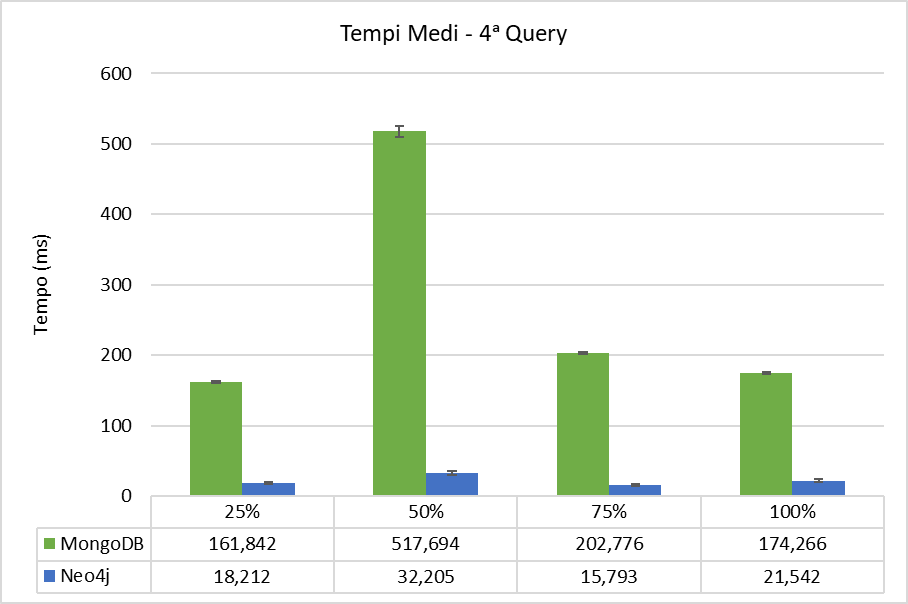 Tempi Medi - 4ª Query
600
500
400
300
200
100
0
Tempo (ms)
25% 50% 75% 100%
MongoDB 161,842 517,694 202,776 174,266
Neo4j 18,212 32,205 15,793 21,542